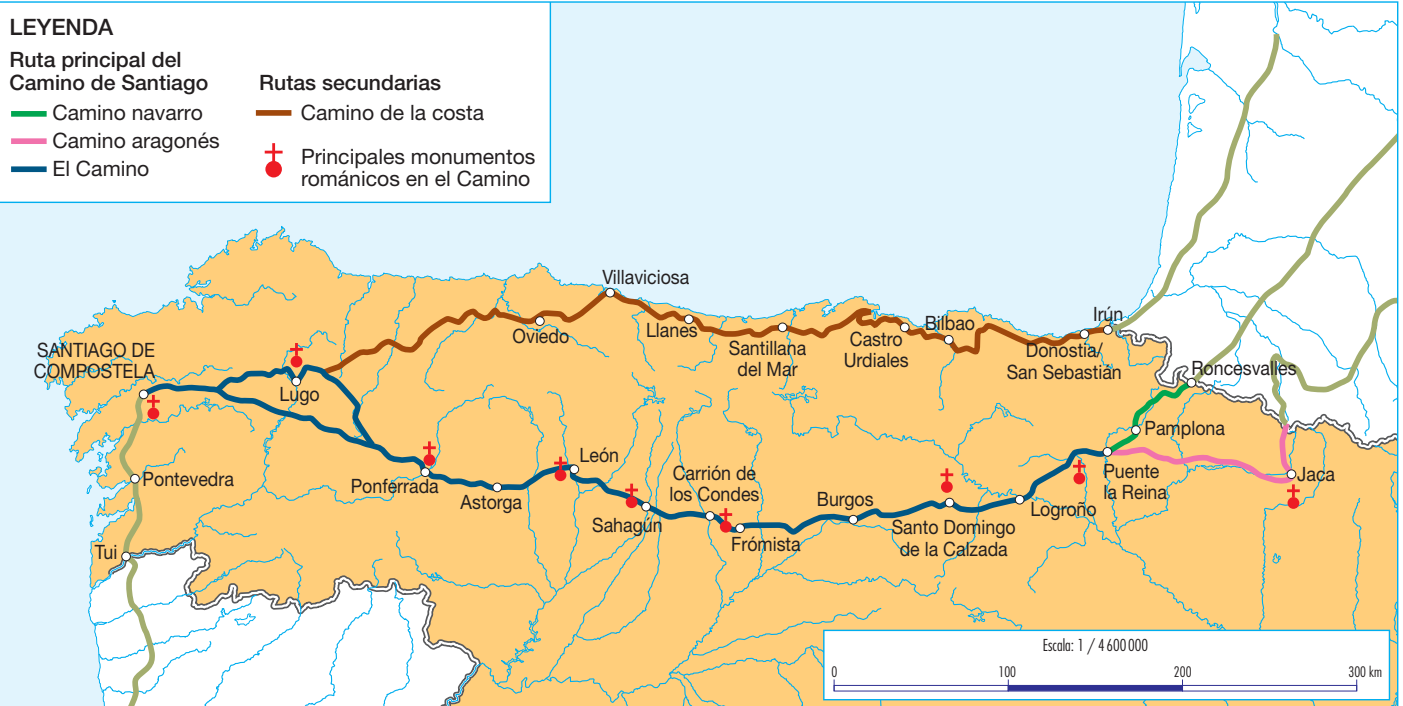 LEYENDA
Ruta principal del
Camino de Santiago
Camino navarro
Camino aragonés
El Camino
Rutas secundarias
Camino de la costa
Principales monumentos
románicos en el Camino
Villaviciosa
Oviedo
Llanes
Santillana
del Mar
Castro
Urdiales
Bilbao
Donostia/
San Sebastián
Irún
Roncesvalles
SANTIAGO DE
COMPOSTELA
Lugo
Pamplona
Puente
la Reina
Jaca
Pontevedra
Ponferrada
Astorga
León
Sahagún
Carrión de
los Condes
Frómista
Burgos
Santo Domingo
de la Calzada
Logroño
Tui
Escala: 1 / 4 600 000
0 100 200 300 km